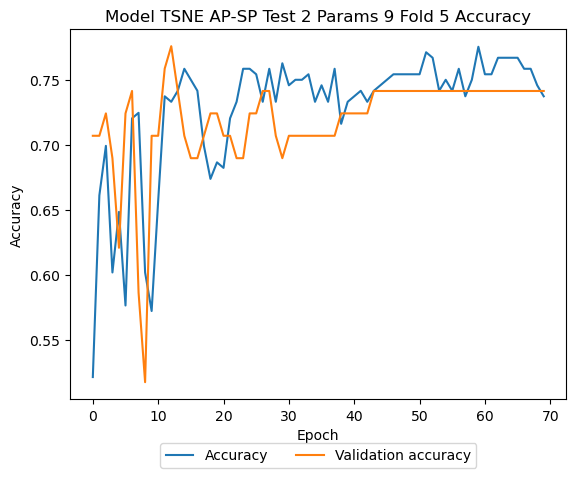 Model TSNE AP-SP Test 2 Params 9 Fold 5 Accuracy
0.75
0.70
0.65
0.60
0.55
Accuracy
0 10 20 30 40 50 60 70
Epoch
Accuracy Validation accuracy